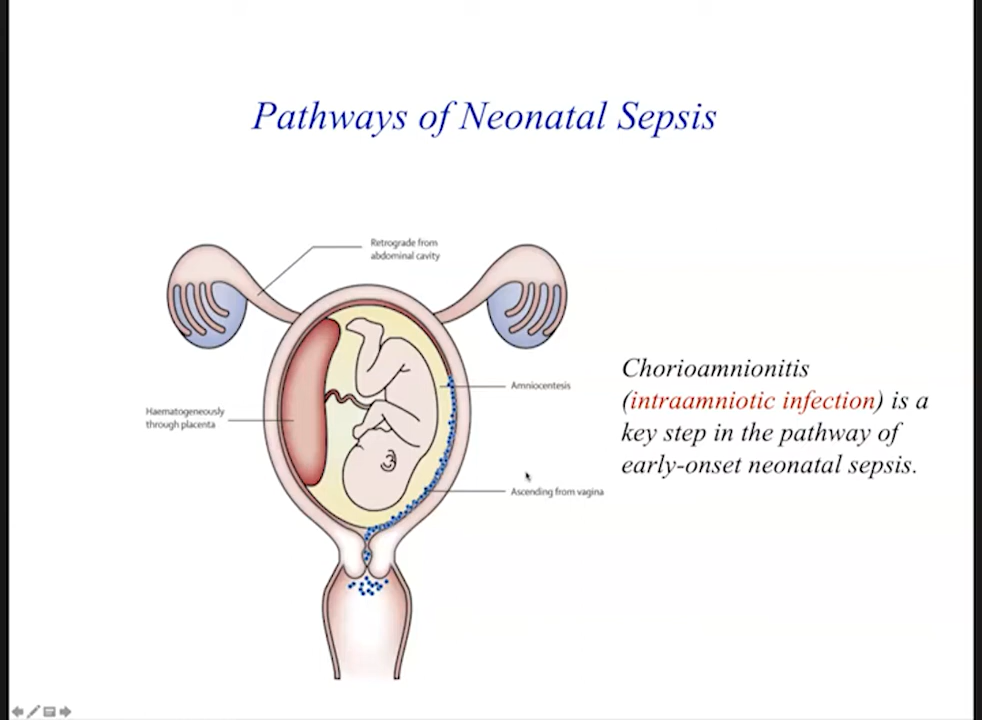 Pathways of Neonatal Sepsis
Retrograde from
abdominal cavity
Chorioamnionitis
(intraamniotic infection) is a
key step in the pathway of
early-onset neonatal sepsis.
Amniocentesis
Haematogeneously
through placenta
Ascending from vagina